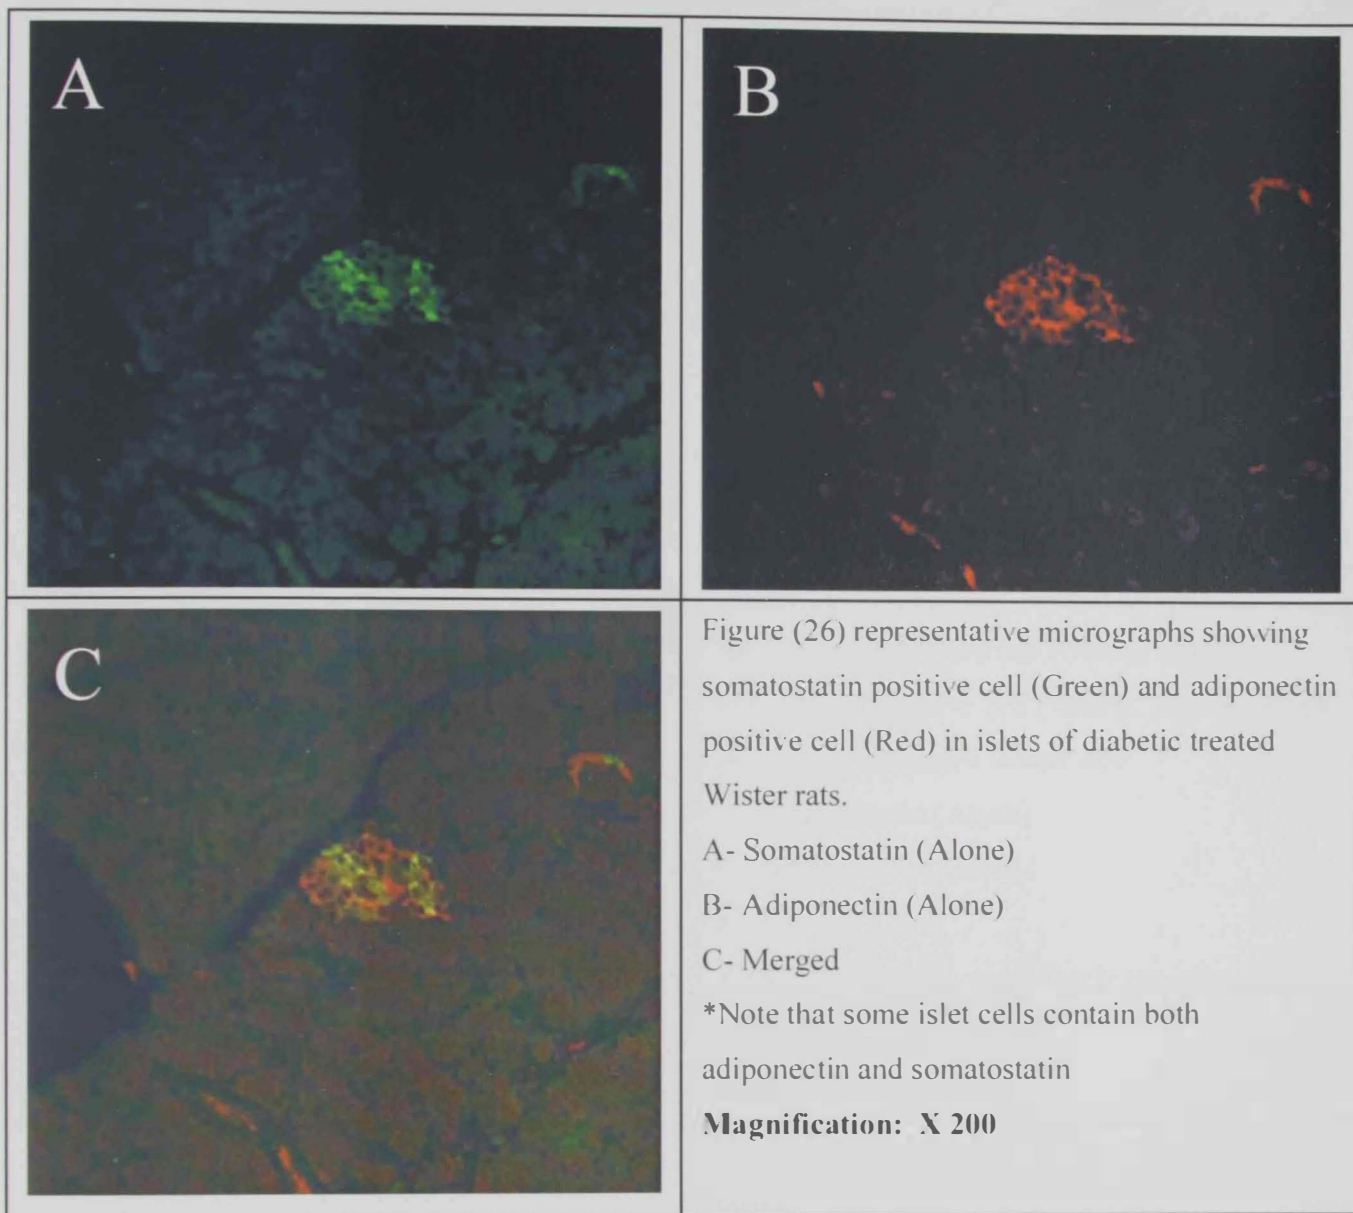 A
B
C
Figure (26) representative micrographs showing
somatostatin positive cell (Green) and adiponectin
positive cell (Red) in islets of diabetic treated
Wister rats.
A- Somatostatin (Alone)
B- Adiponectin (Alone)
C- Merged
*Note that some islet cells contain both
adiponectin and somatostatin
Magnification: X 200